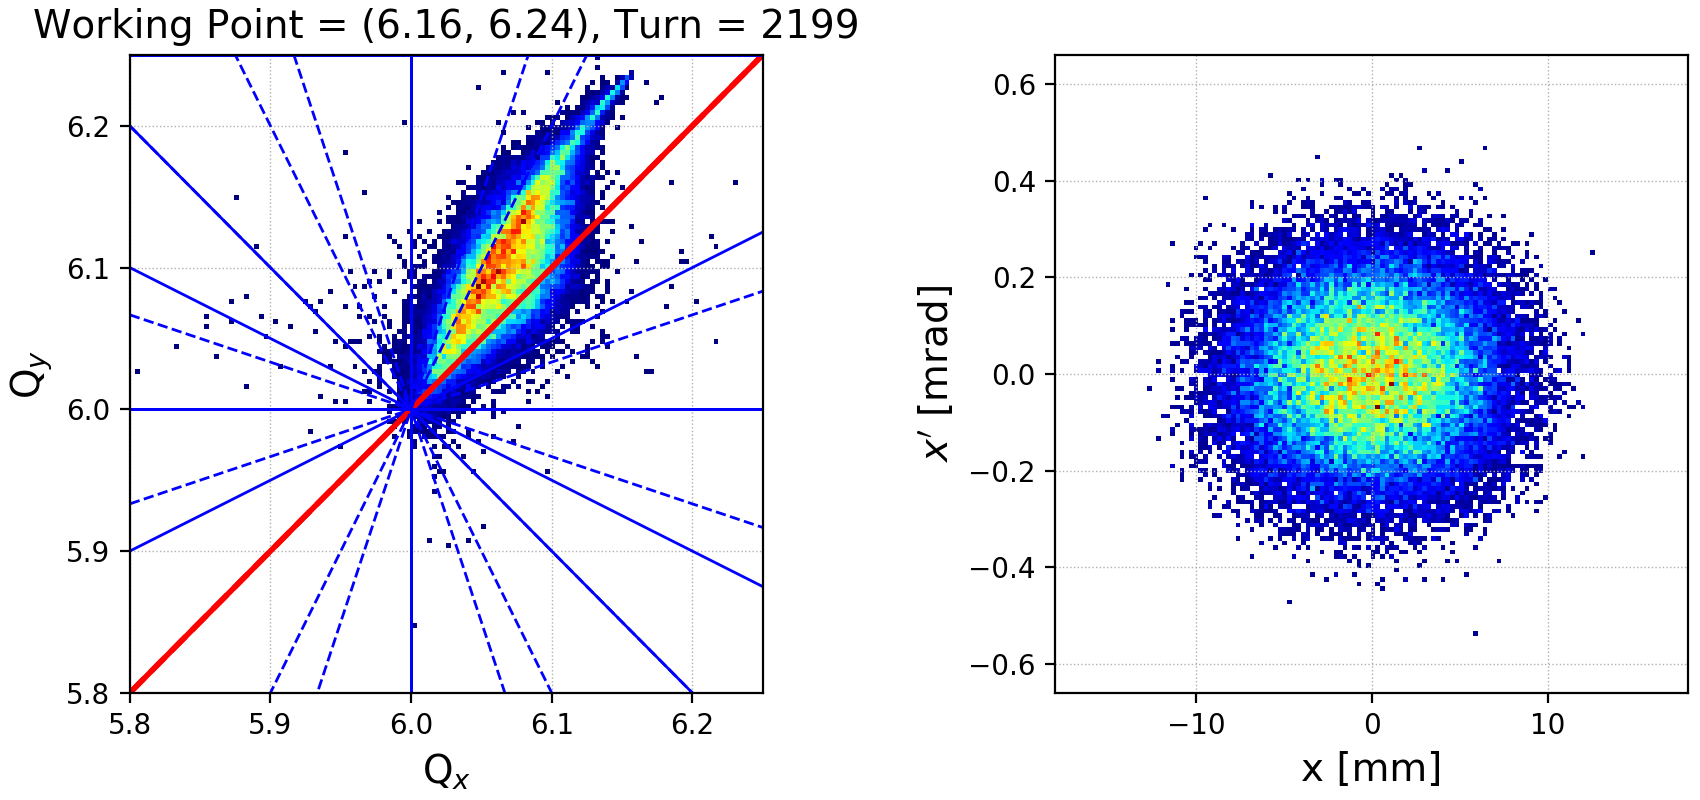 Working Point = (6.16, 6.24), Turn = 2199
6.2
6.1
6.0
5.9
5.8
Qy
5.8 5.9 6.0 6.1 6.2
Qx
0.6
0.4
0.2
0.0
−0.2
−0.4
−0.6
x′ [mrad]
−10 0 10
x [mm]